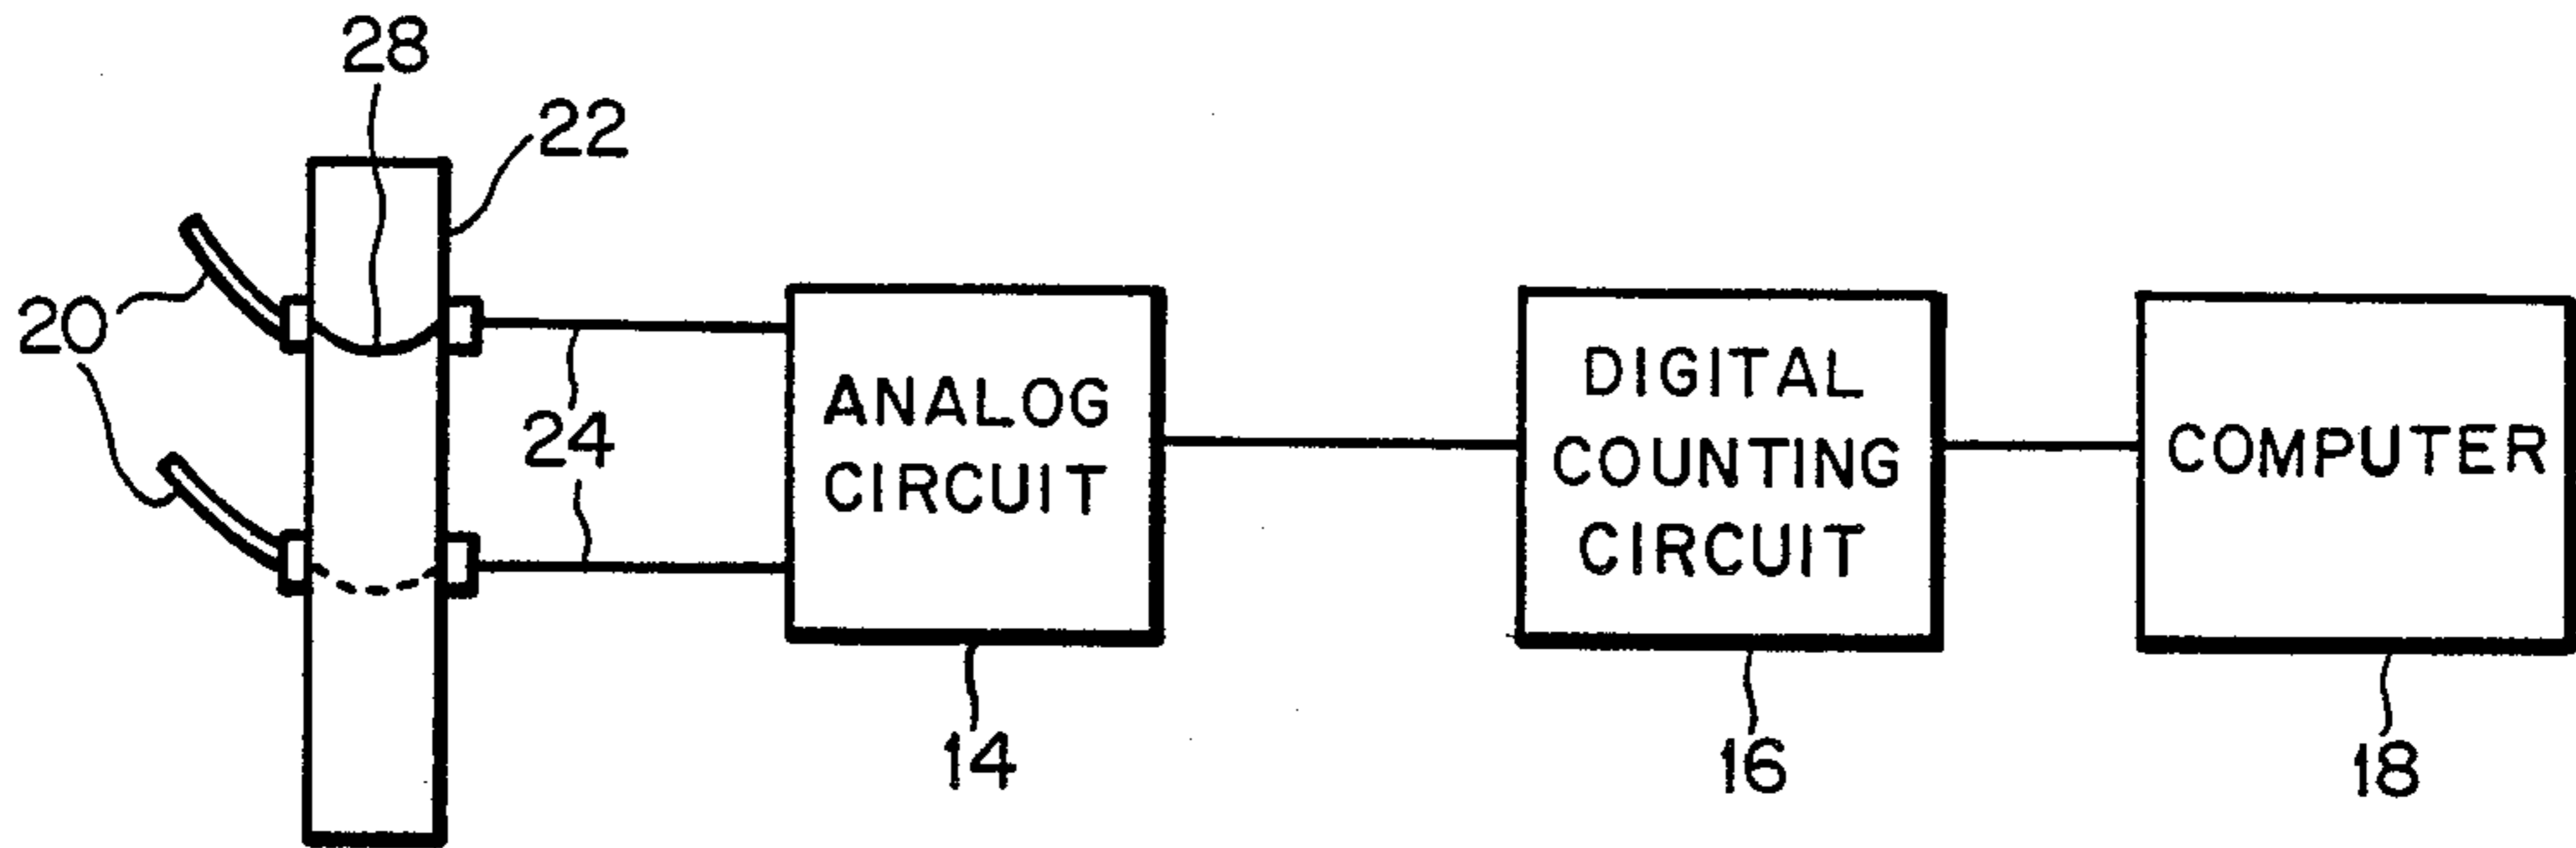 28
22
20
24
ANALOG
CIRCUIT
DIGITAL
COUNTING
CIRCUIT
COMPUTER
14
16
18